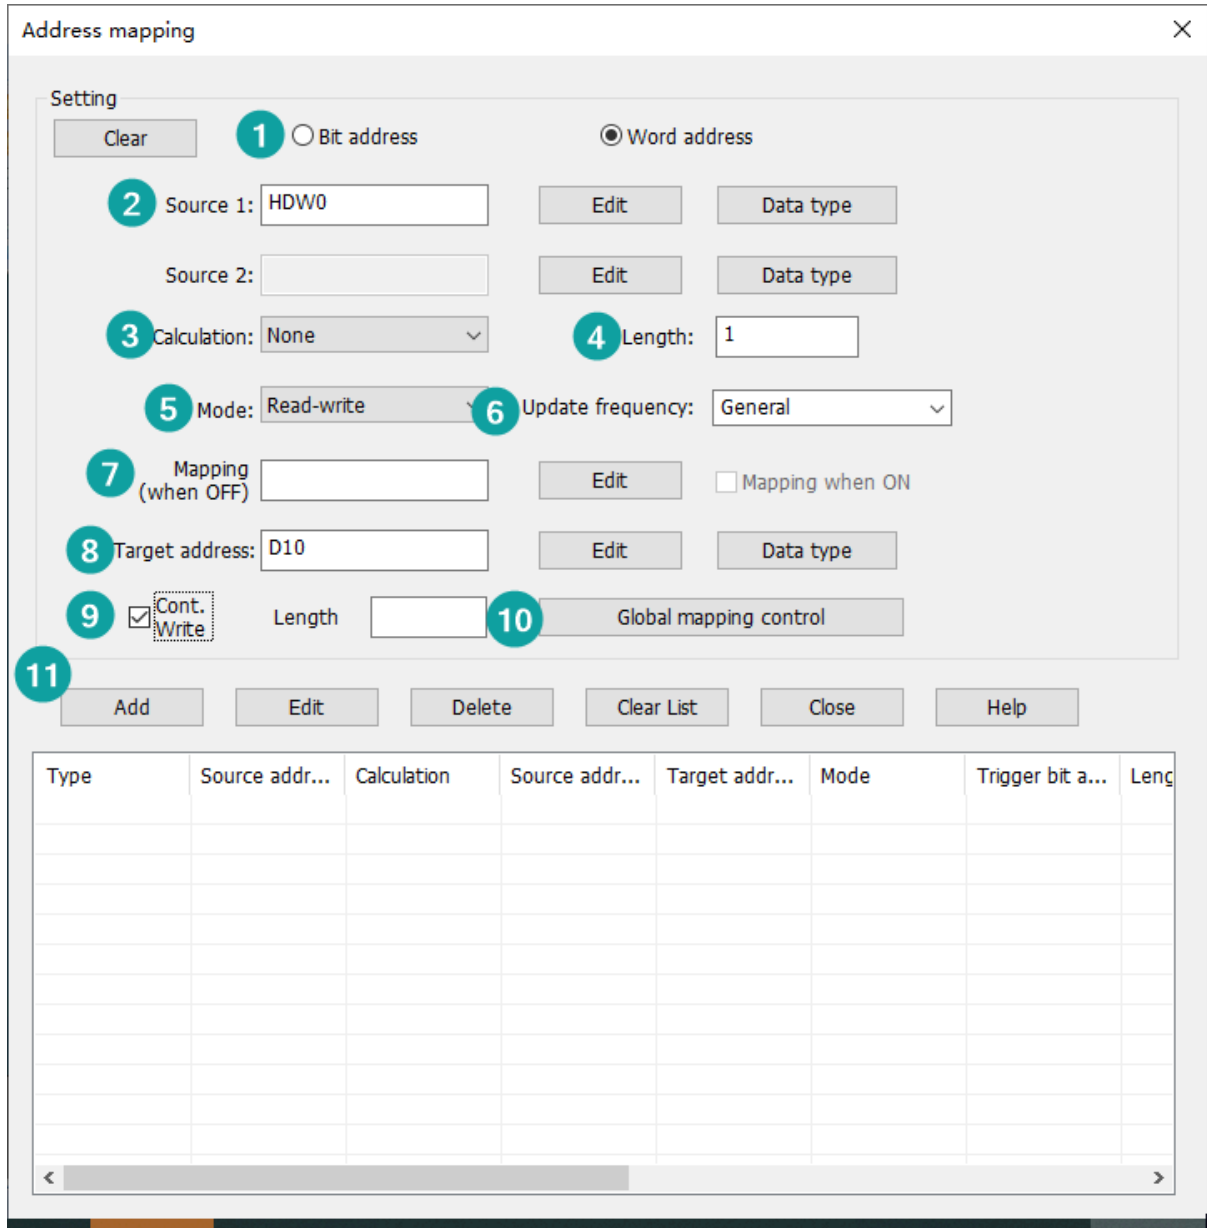 Address mapping
Setting
Clear 1 Bit address Word address
2 Source 1: HDW0 Edit Data type
Source 2: Edit Data type
3 Calculation: None 4 Length: 1
5 Mode: Read-write 6 Update frequency: General
7 Mapping
(when OFF) Edit Mapping when ON
8 Target address: D10 Edit Data type
9 Cont.
Write Length 10 Global mapping control
11
Add Edit Delete Clear List Close Help
Type Source addr... Calculation Source addr... Target addr... Mode Trigger bit a... Leng